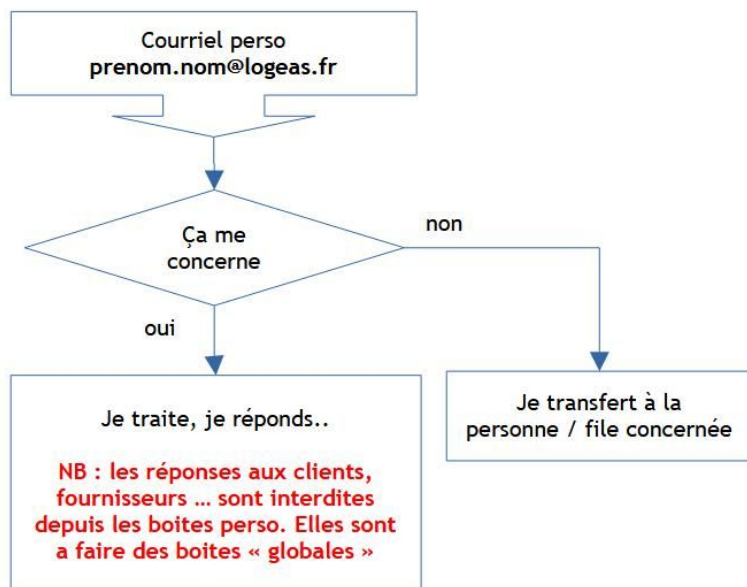 Courriel perso
prenom.nom@logeas.fr
Ça me
concerne
non
oui
Je traite, je réponds..
NB : les réponses aux clients,
fournisseurs ... sont interdites
depuis les boites perso. Elles sont
a faire des boites « globales »
Je transfert à la
personne / file concernée